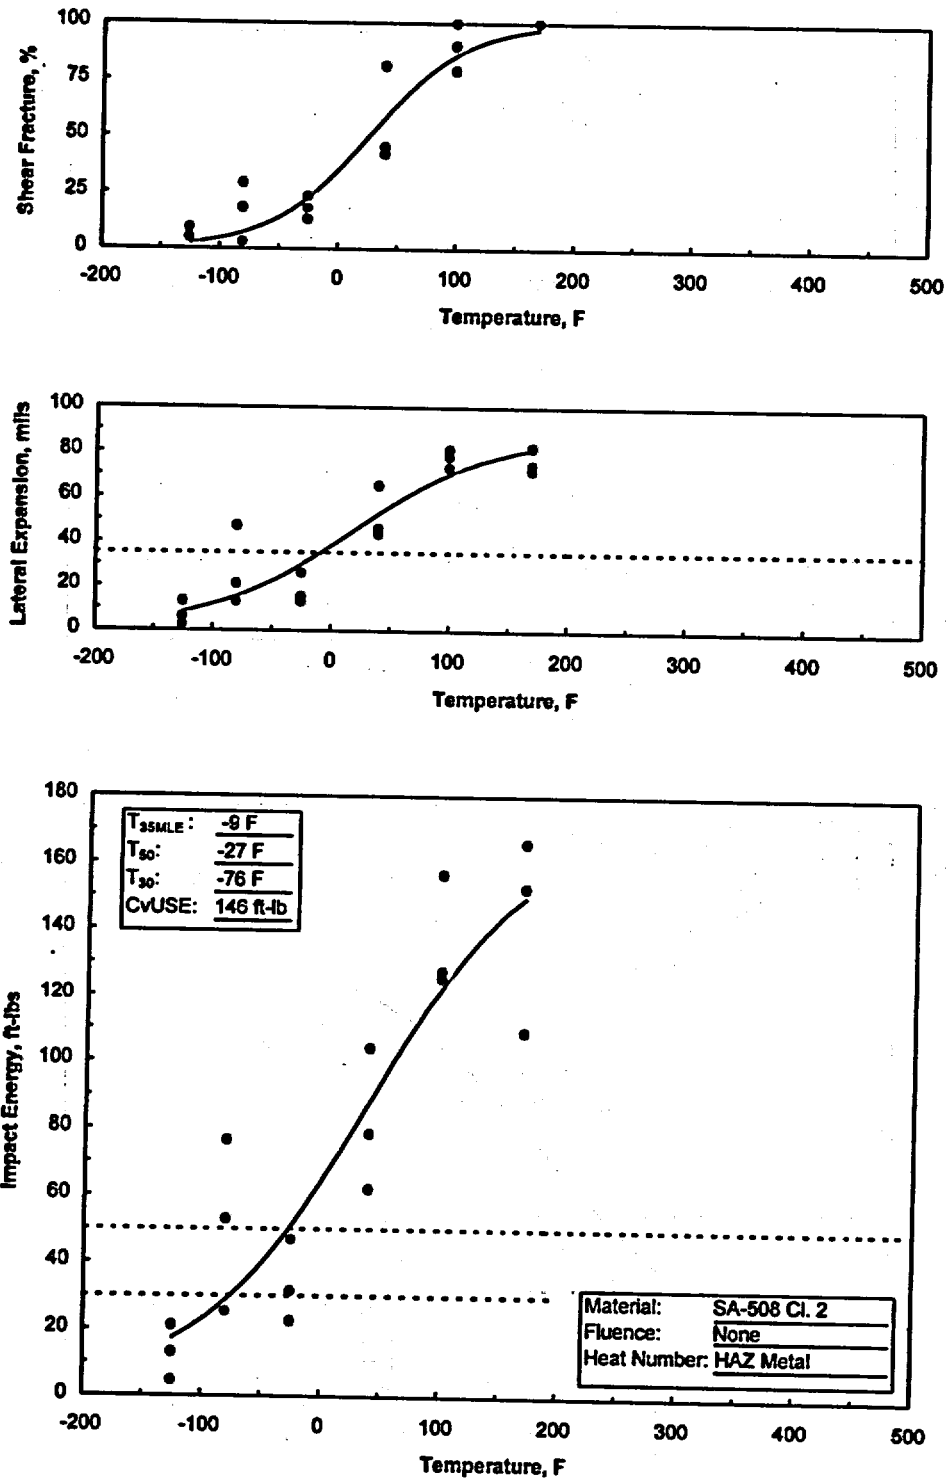 100
75
50
25
0
Shear Fracture, %
-200 -100 0 100 200 300 400 500
Temperature, F
100
80
60
40
20
0
Lateral Expansion, mils
-200 -100 0 100 200 300 400 500
Temperature, F
180
160
140
120
100
80
60
40
20
0
Impact Energy, ft-lbs
T35MLE: -9 F
T50: -27 F
T30: -76 F
CvUSE: 146 ft-lb
Material: SA-508 Cl. 2
Fluence: None
Heat Number: HAZ Metal
-200 -100 0 100 200 300 400 500
Temperature, F